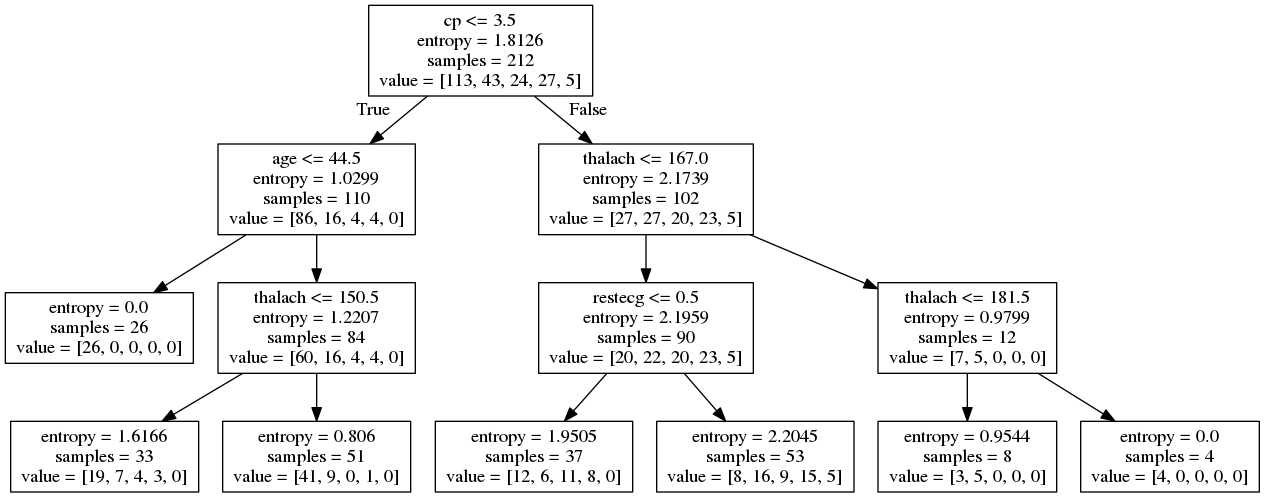 cp <= 3.5
entropy = 1.8126
samples = 212
value = [113, 43, 24, 27, 5]
True
False
age <= 44.5
entropy = 1.0299
samples = 110
value = [86, 16, 4, 4, 0]
thalach <= 167.0
entropy = 2.1739
samples = 102
value = [27, 27, 20, 23, 5]
entropy = 0.0
samples = 26
value = [26, 0, 0, 0, 0]
thalach <= 150.5
entropy = 1.2207
samples = 84
value = [60, 16, 4, 4, 0]
restecg <= 0.5
entropy = 2.1959
samples = 90
value = [20, 22, 20, 23, 5]
thalach <= 181.5
entropy = 0.9799
samples = 12
value = [7, 5, 0, 0, 0]
entropy = 1.6166
samples = 33
value = [19, 7, 4, 3, 0]
entropy = 0.806
samples = 51
value = [41, 9, 0, 1, 0]
entropy = 1.9505
samples = 37
value = [12, 6, 11, 8, 0]
entropy = 2.2045
samples = 53
value = [8, 16, 9, 15, 5]
entropy = 0.9544
samples = 8
value = [3, 5, 0, 0, 0]
entropy = 0.0
samples = 4
value = [4, 0, 0, 0, 0]